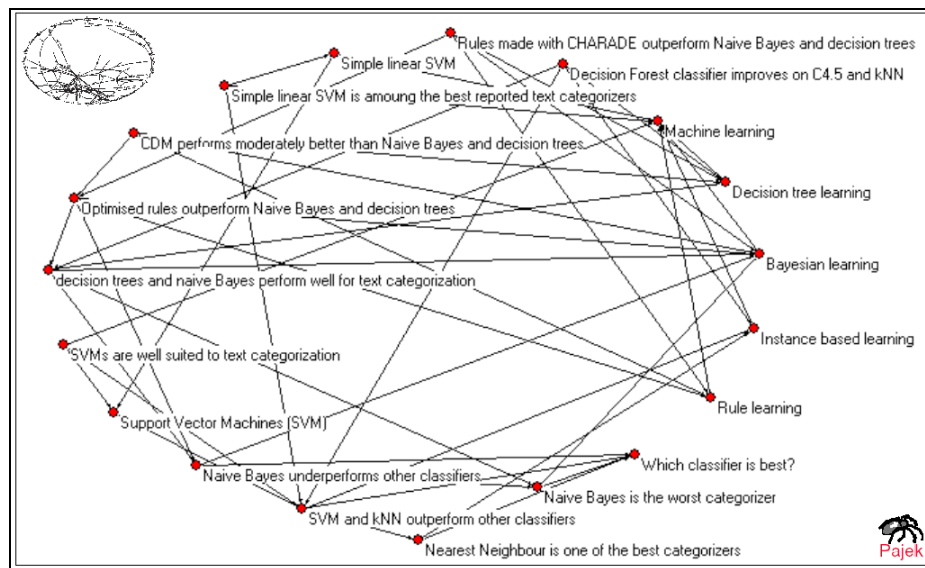 Rules made with CHARADE outperform Naive Bayes and decision trees
Simple linear SVM
Decision Forest classifier improves on C4.5 and kNN
Simple linear SVM is amoung the best reported text categorizers
Machine learning
CDM performs moderately better than Naive Bayes and decision trees
Decision tree learning
Optimised rules outperform Naive Bayes and decision trees
Bayesian learning
decision trees and naive Bayes perform well for text categorization
Instance based learning
SVMs are well suited to text categorization
Rule learning
Support Vector Machines (SVM)
Which classifier is best?
Naive Bayes underperforms other classifiers
Naive Bayes is the worst categorizer
SVM and kNN outperform other classifiers
Nearest Neighbour is one of the best categorizers
Pajek